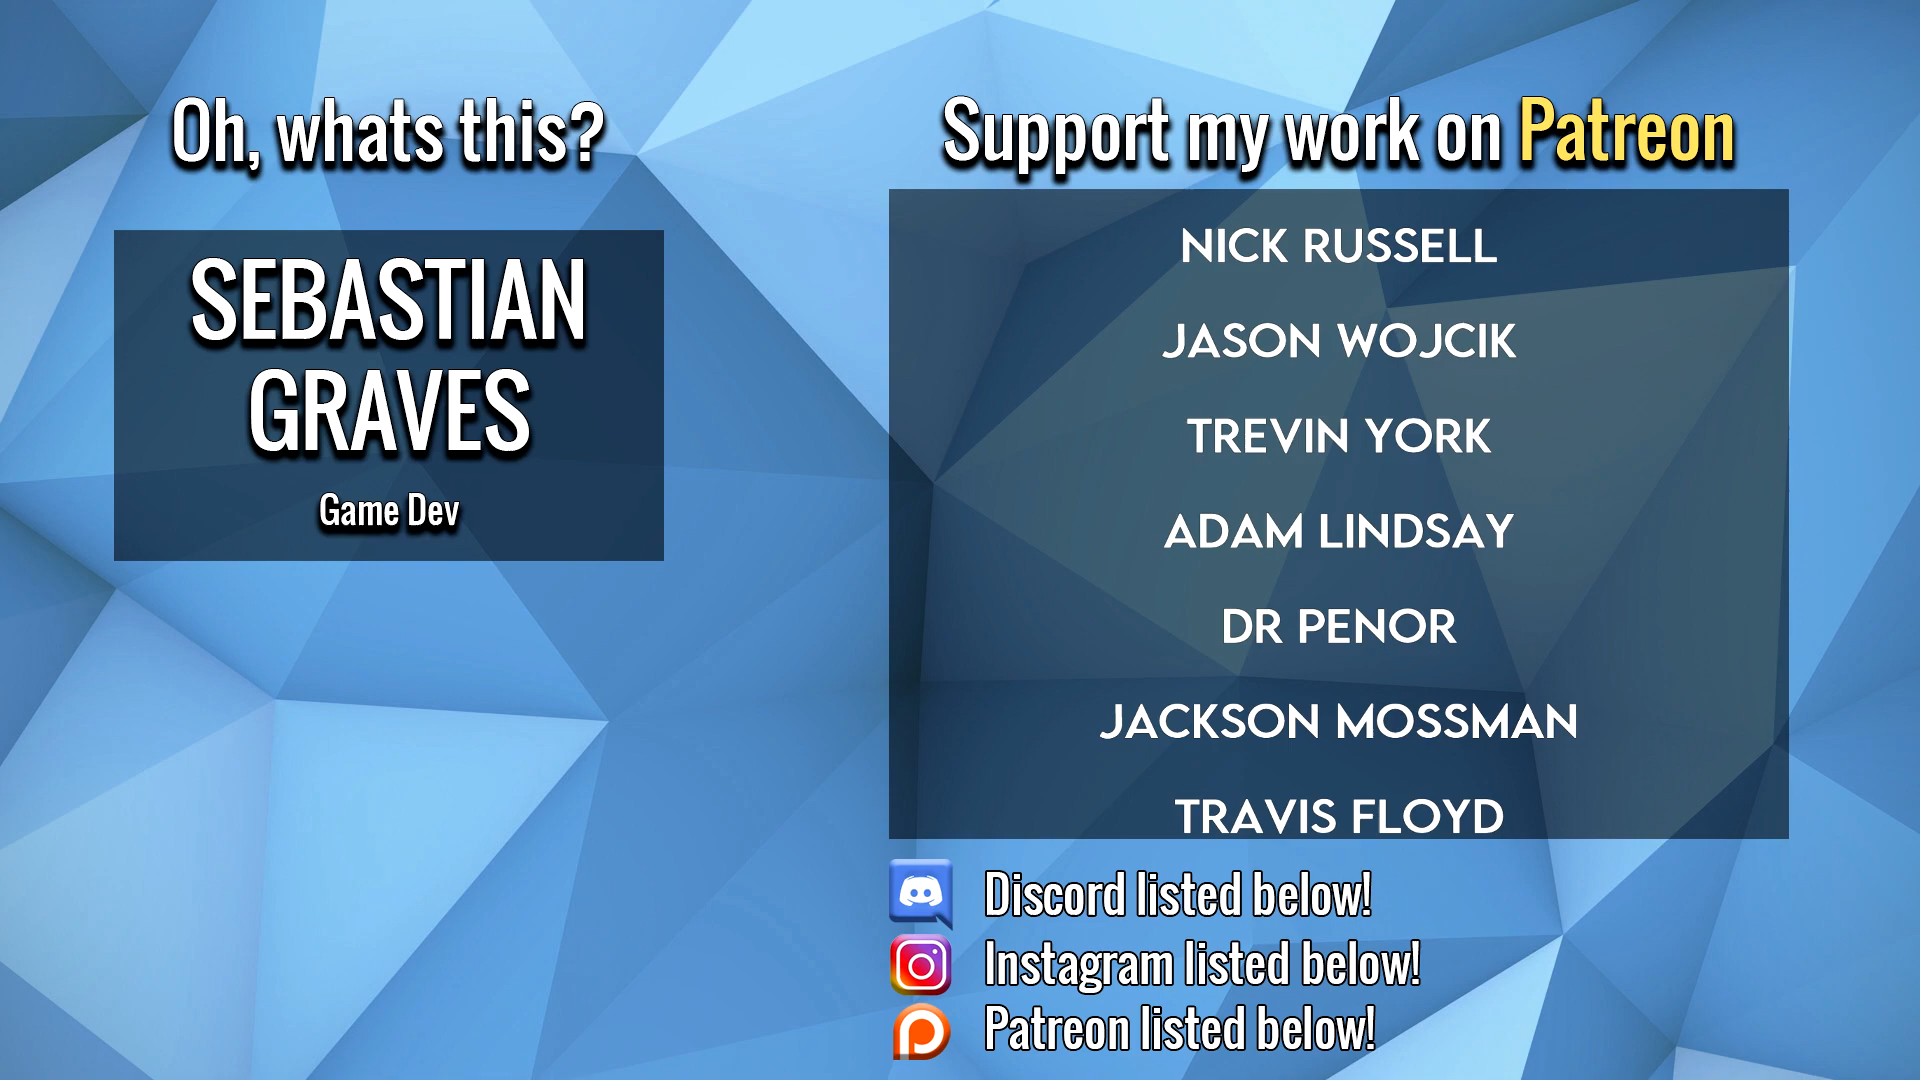 Oh, whats this?
SEBASTIAN
GRAVES
Game Dev
Support my work on Patreon
NICK RUSSELL
JASON WOJCIK
TREVIN YORK
ADAM LINDSAY
DR PENOR
JACKSON MOSSMAN
TRAVIS FLOYD
Discord listed below!
Instagram listed below!
Patreon listed below!